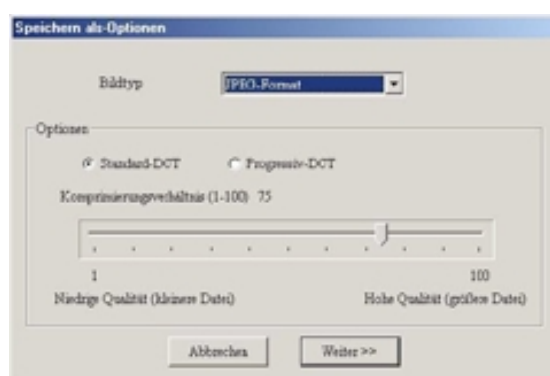 Speichern als-Optionen
Bildtyp JPEG-Format
Optionen
Standard-DCT Progressiv-DCT
Komprimierungsverhältnis (1-100) 75
1 100
Niedrige Qualität (kleinere Datei) Hohe Qualität (größere Datei)
Abbrechen Weiter >>